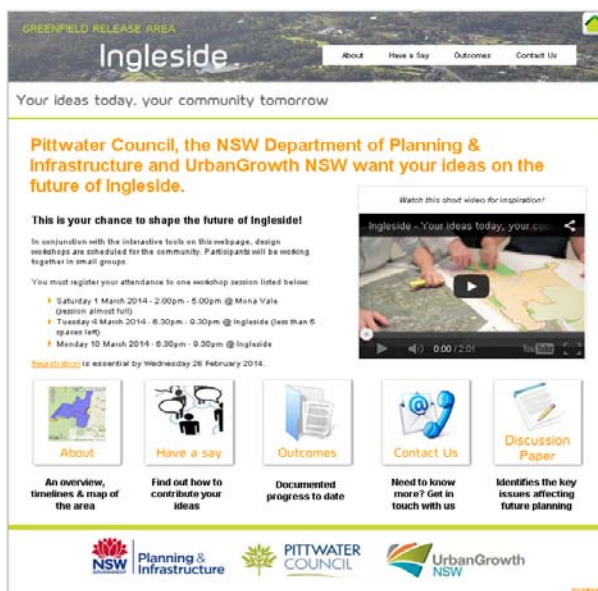 GREENFIELD RELEASE AREA
Ingleside
About Have a Say Outcomes Contact Us
Your ideas today, your community tomorrow
Pittwater Council, the NSW Department of Planning &
Infrastructure and UrbanGrowth NSW want your ideas on the
future of Ingleside.
This is your chance to shape the future of Ingleside!
In conjunction with the interactive tools on this webpage, design
workshops are scheduled for the community. Participants will be working
together in small groups.
You must register your attendance to one workshop session listed below:
Saturday 1 March 2014 - 2.00pm - 5.00pm @ Mona Vale
(session almost full)
Tuesday 4 March 2014 - 6.30pm - 9.30pm @ Ingleside (less than 5
spaces left)
Monday 10 March 2014 - 6.30pm - 9.30pm @ Ingleside
Registration is essential by Wednesday 26 February 2014.
Watch this short video for inspiration!
Ingleside - Your ideas today, your com
0:00 / 2:01 YouTube
About
An overview,
timelines & map of
the area
Have a say
Find out how to
contribute your
ideas
Outcomes
Documented
progress to date
Contact Us
Need to know
more? Get in
touch with us
Discussion
Paper
Identifies the key
issues affecting
future planning
NSW
GOVERNMENT
Planning &
Infrastructure
PITTWATER
COUNCIL
UrbanGrowth
NSW